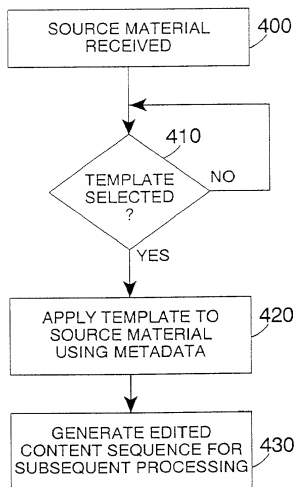 SOURCE MATERIAL
RECEIVED
400
410
TEMPLATE
SELECTED
?
NO
YES
APPLY TEMPLATE TO
SOURCE MATERIAL
USING METADATA
420
GENERATE EDITED
CONTENT SEQUENCE FOR
SUBSEQUENT PROCESSING
430